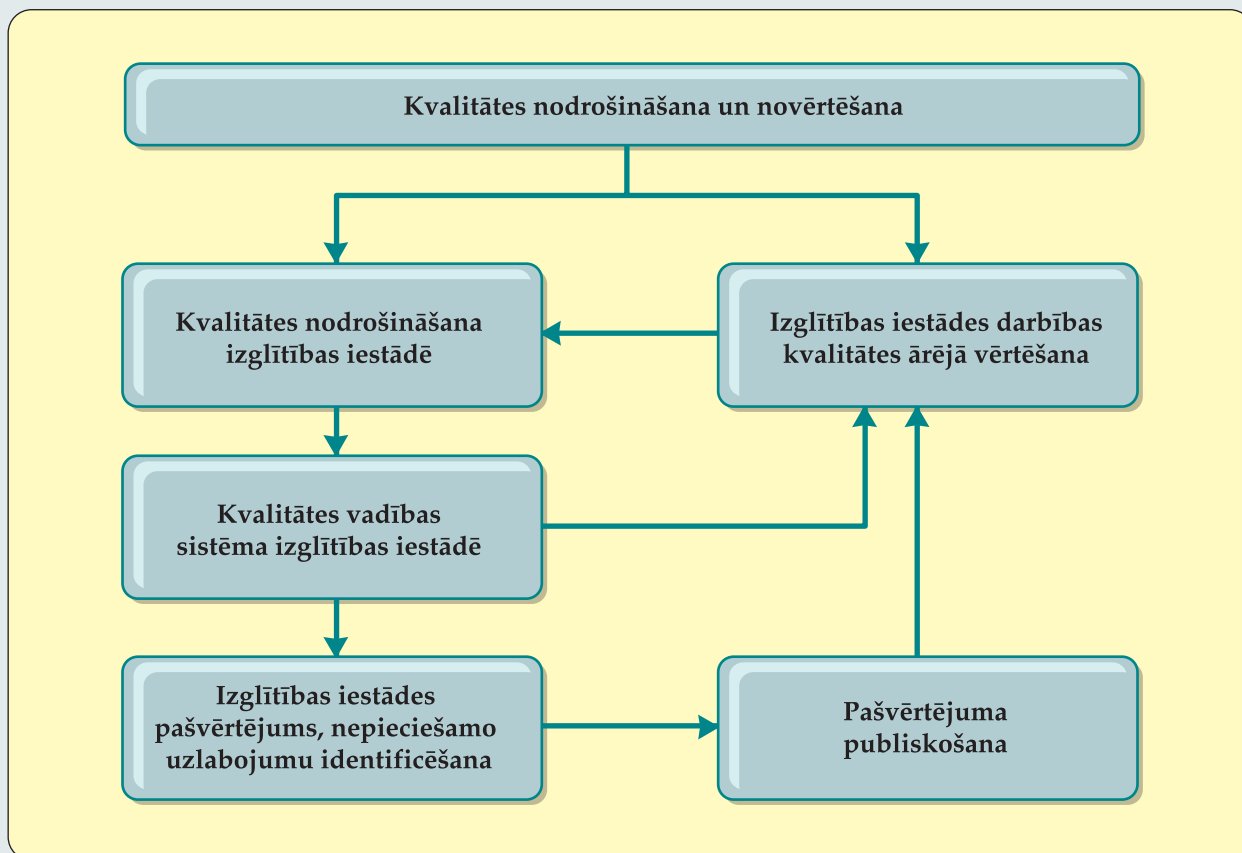 Kvalitātes nodrošināšana un novērtēšana
Kvalitātes nodrošināšana
izglītības iestādē
Izglītības iestādes darbības
kvalitātes ārējā vērtēšana
Kvalitātes vadības
sistēma izglītības iestādē
Izglītības iestādes
pašvērtējums, nepieciešamo
uzlabojumu identificēšana
Pašvērtējuma
publiskošana